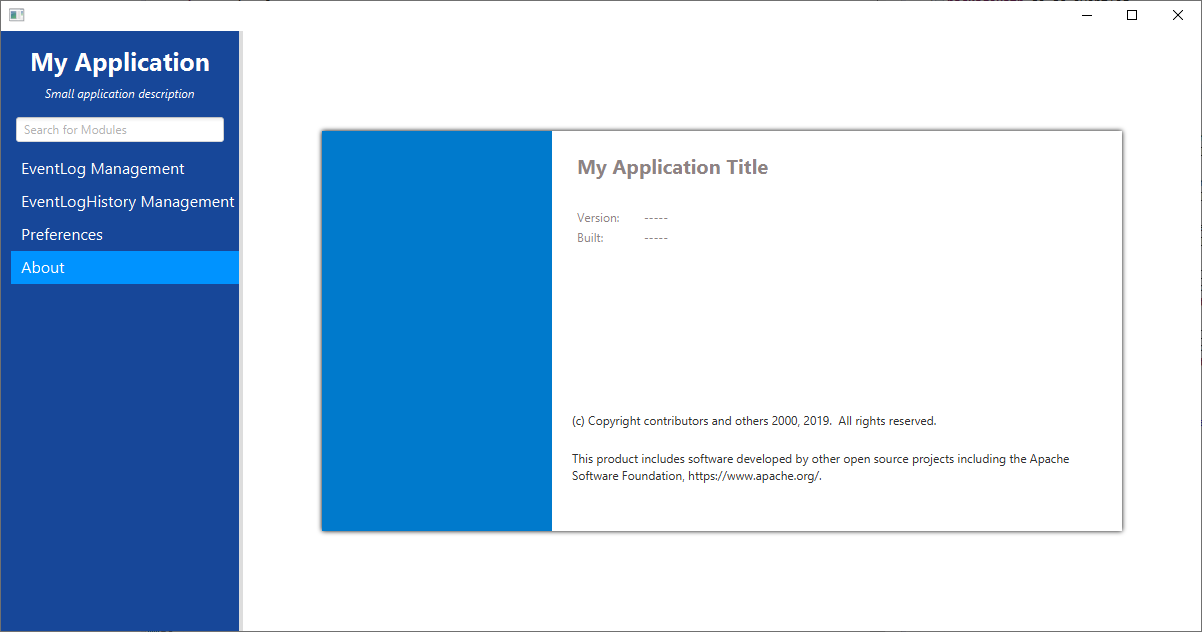 My Application
Small application description
Search for Modules
EventLog Management
EventLogHistory Management
Preferences
About
My Application Title
Version: -----
Built: -----
(c) Copyright contributors and others 2000, 2019.  All rights reserved.
This product includes software developed by other open source projects including the Apache
Software Foundation, https://www.apache.org/.